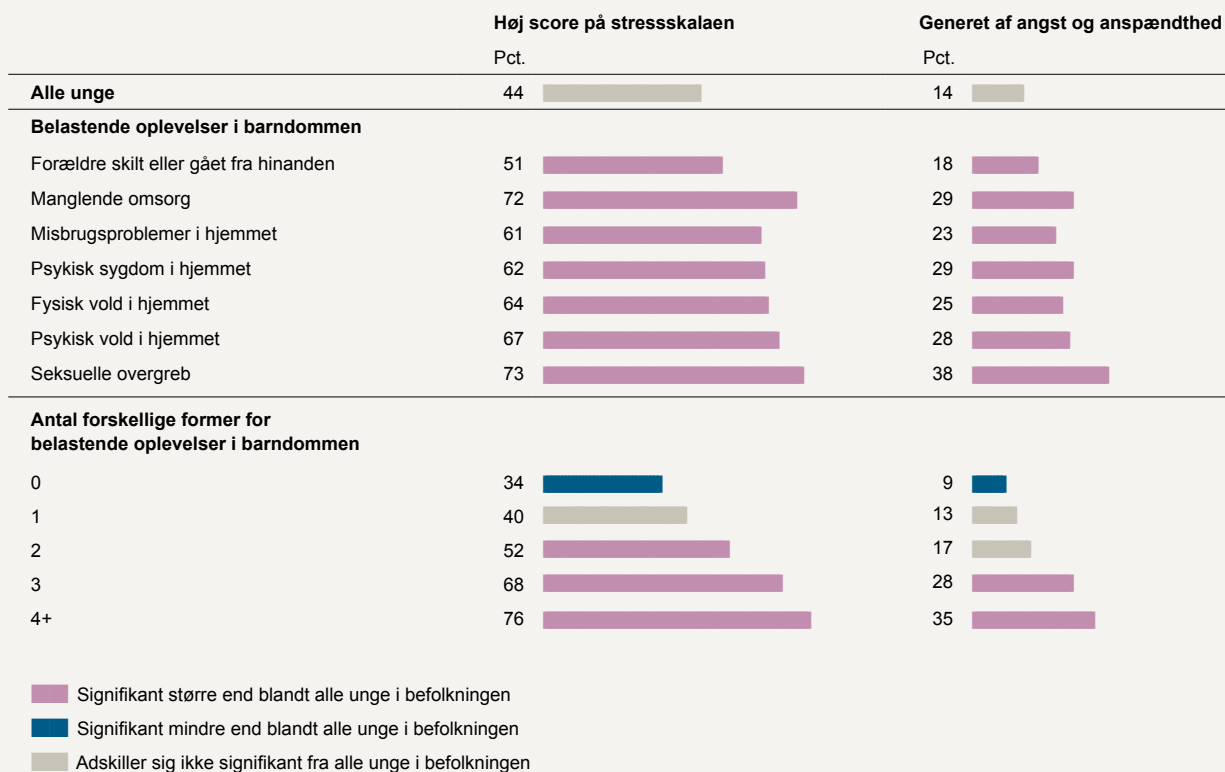 Høj score på stressskalaen Generet af angst og anspændthed
Pct. Pct.
Alle unge 44 14
Belastende oplevelser i barndommen
Forældre skilt eller gået fra hinanden 51 18
Manglende omsorg 72 29
Misbrugsproblemer i hjemmet 61 23
Psykisk sygdom i hjemmet 62 29
Fysisk vold i hjemmet 64 25
Psykisk vold i hjemmet 67 28
Seksuelle overgreb 73 38
Antal forskellige former for
belastende oplevelser i barndommen
0 34 9
1 40 13
2 52 17
3 68 28
4+ 76 35
Signifikant større end blandt alle unge i befolkningen
Signifikant mindre end blandt alle unge i befolkningen
Adskiller sig ikke signifikant fra alle unge i befolkningen